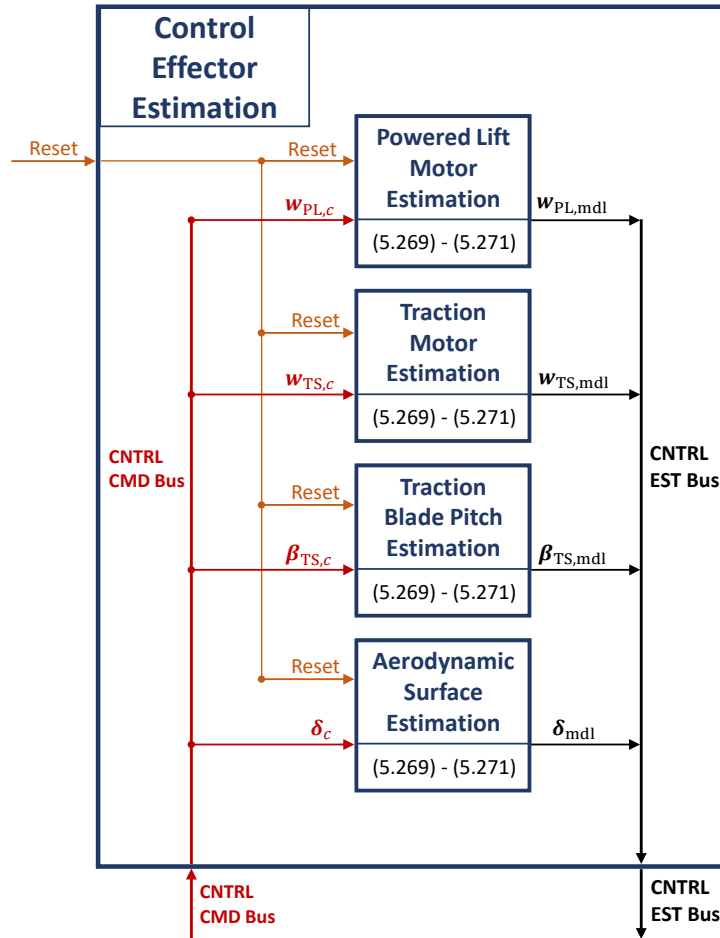 Control
Effector
Estimation
Reset
Reset
Powered Lift
Motor
Estimation
w_PL,c
(5.269) - (5.271)
w_PL,mdl
Reset
Traction
Motor
Estimation
w_TS,c
(5.269) - (5.271)
w_TS,mdl
CNTRL
CMD Bus
CNTRL
EST Bus
Reset
Traction
Blade Pitch
Estimation
β_TS,c
(5.269) - (5.271)
β_TS,mdl
Reset
Aerodynamic
Surface
Estimation
δ_c
(5.269) - (5.271)
δ_mdl
CNTRL
CMD Bus
CNTRL
EST Bus